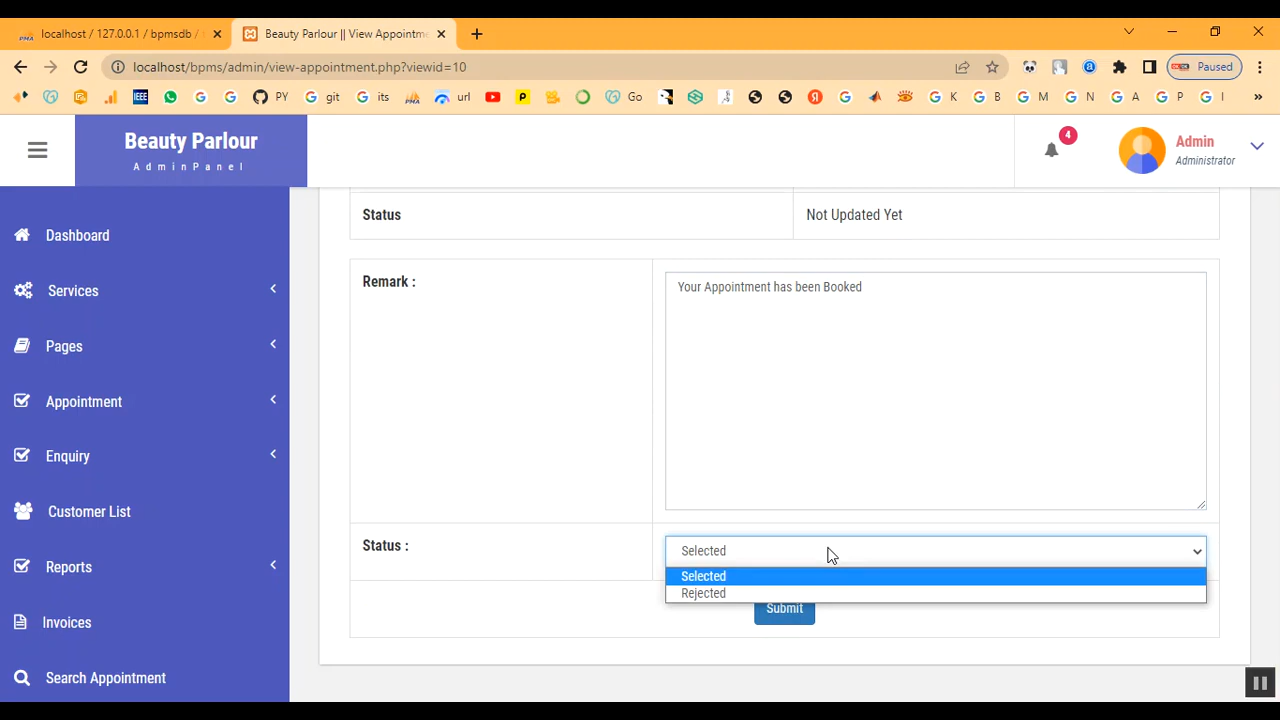 localhost / 127.0.0.1 / bpmsdb /
Beauty Parlour || View Appointme
localhost/bpms/admin/view-appointment.php?viewid=10
Paused
IEEE PY git its url Go K B M N A P I »
Beauty Parlour
AdminPanel
4
Admin
Administrator
Dashboard
Services
Pages
Appointment
Enquiry
Customer List
Reports
Invoices
Search Appointment
Status
Not Updated Yet
Remark :
Your Appointment has been Booked
Status :
Selected
Selected
Rejected
Submit